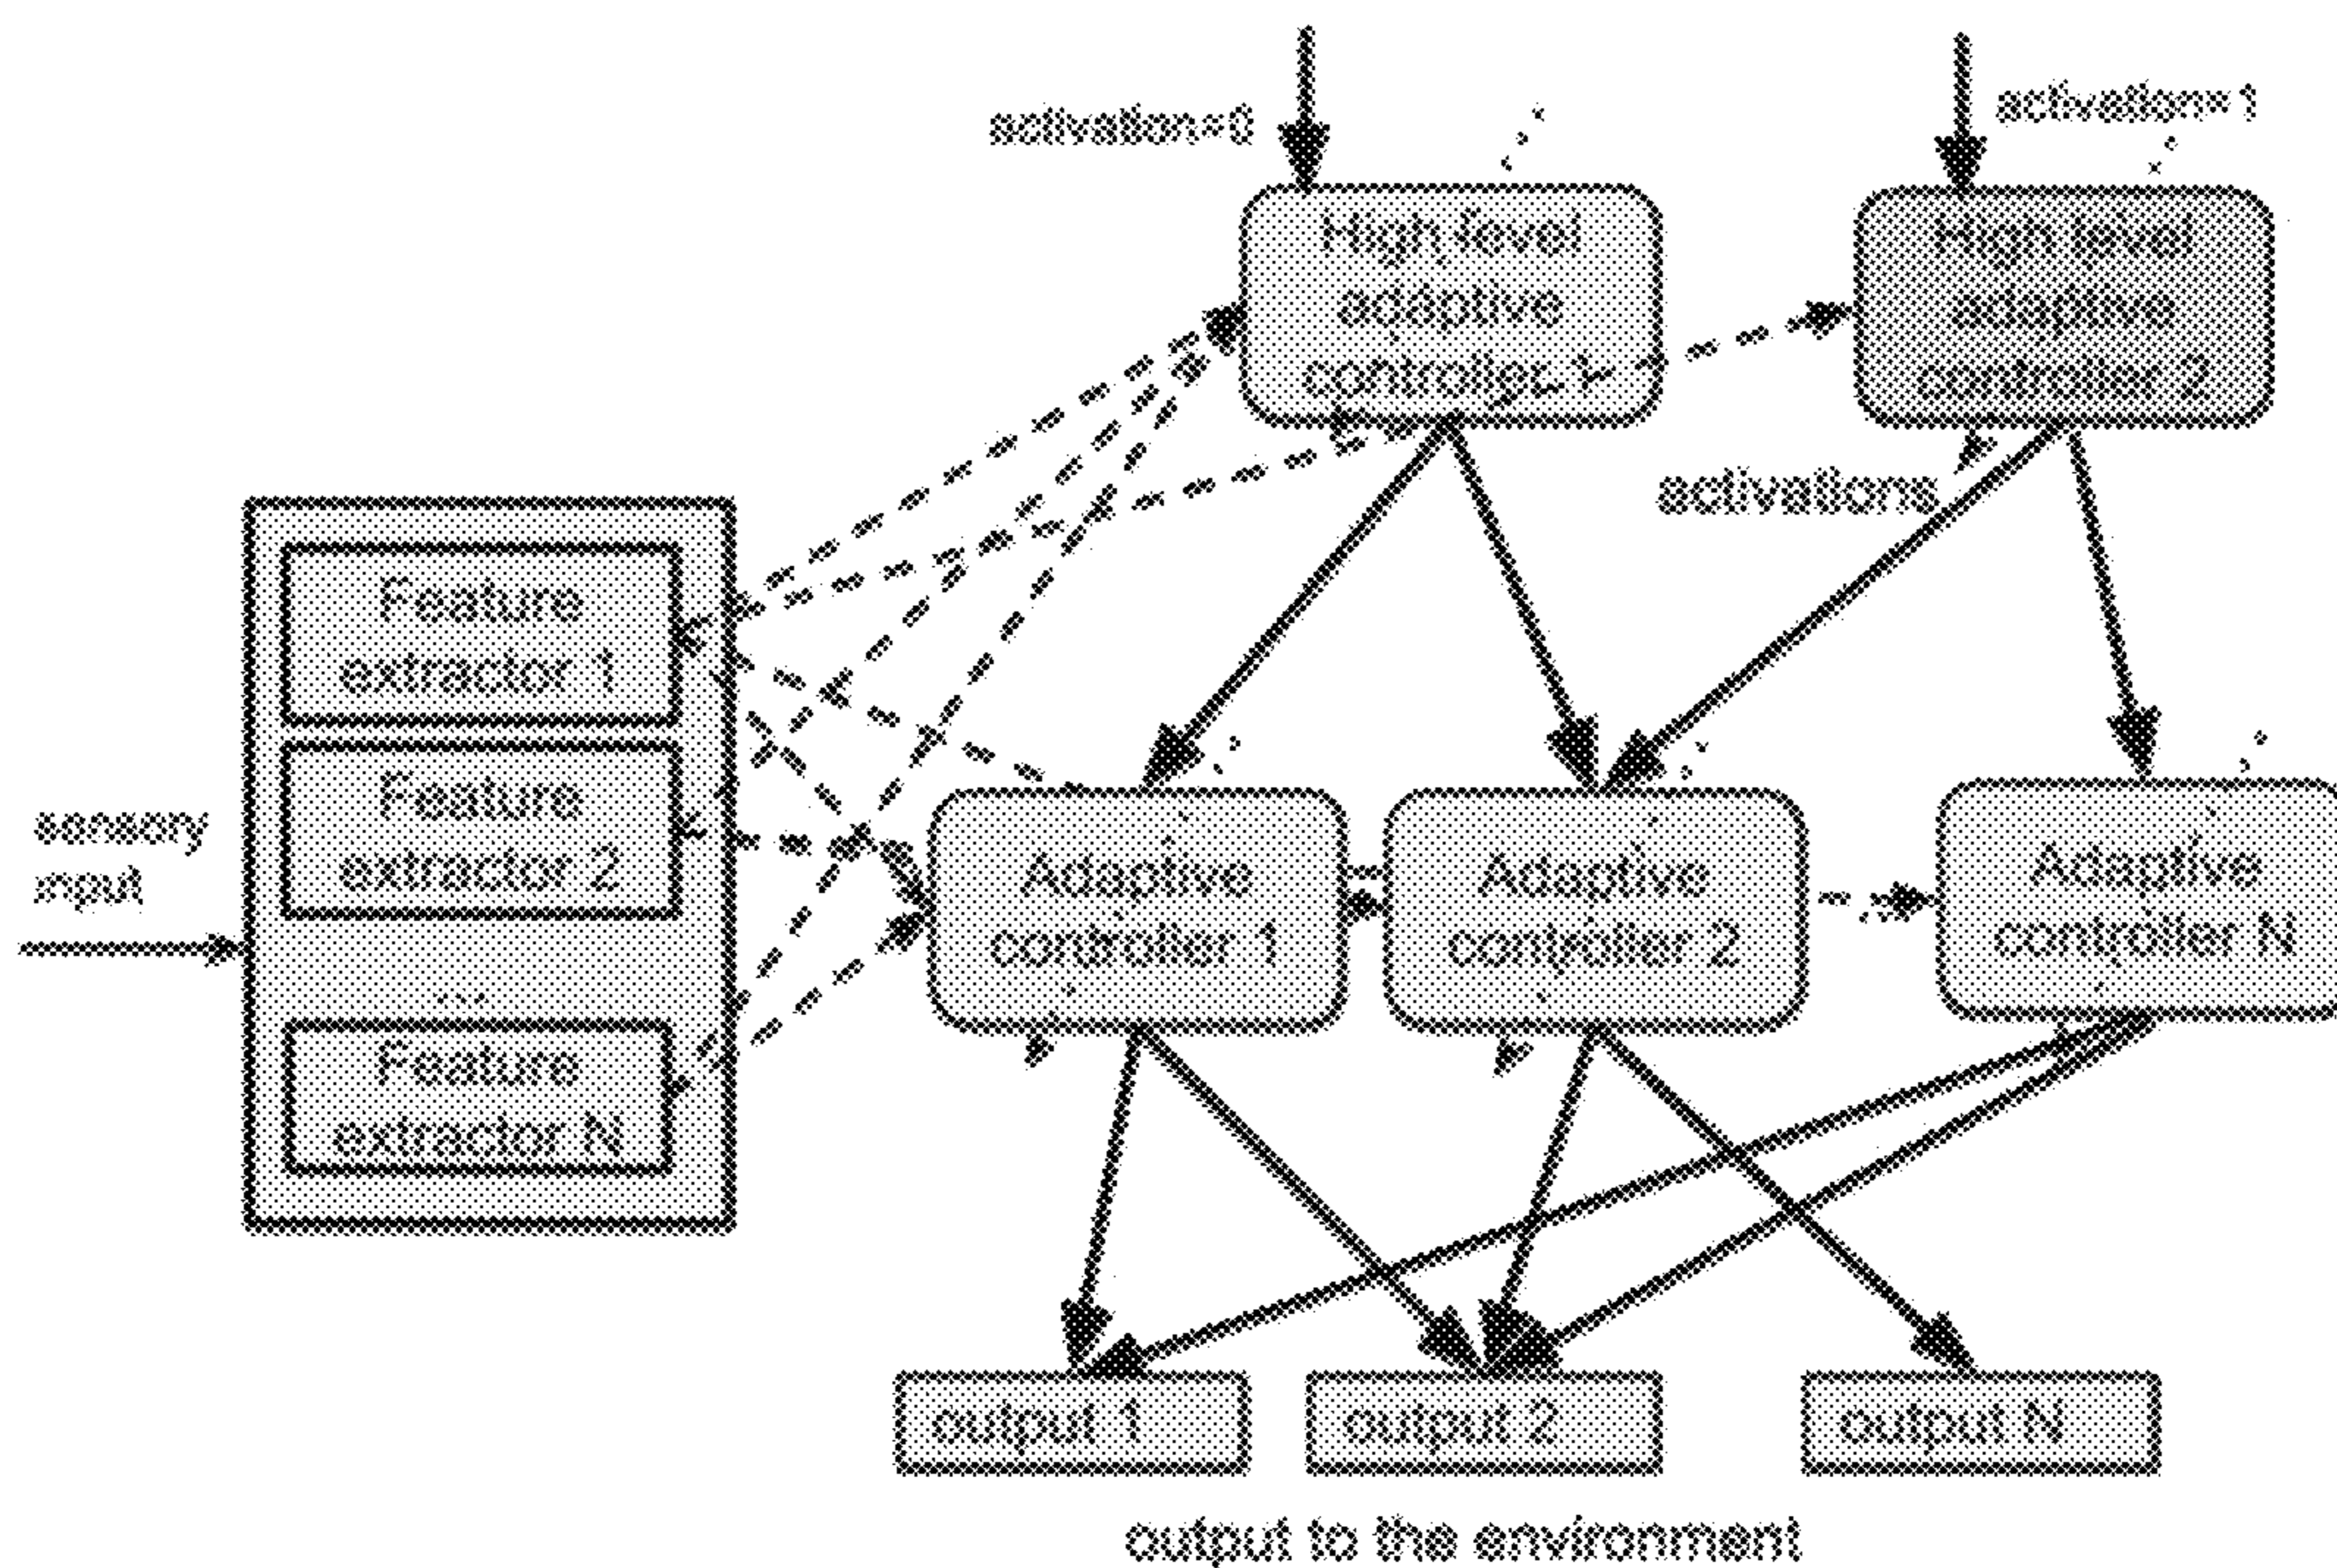 activation=0
activation=1
High level
adaptive
controller 1
High level
adaptive
controller 2
activations
Feature
extractor 1
Feature
extractor 2
...
Feature
extractor N
sensory
input
Adaptive
controller 1
Adaptive
controller 2
Adaptive
controller N
output 1
output 2
output N
output to the environment